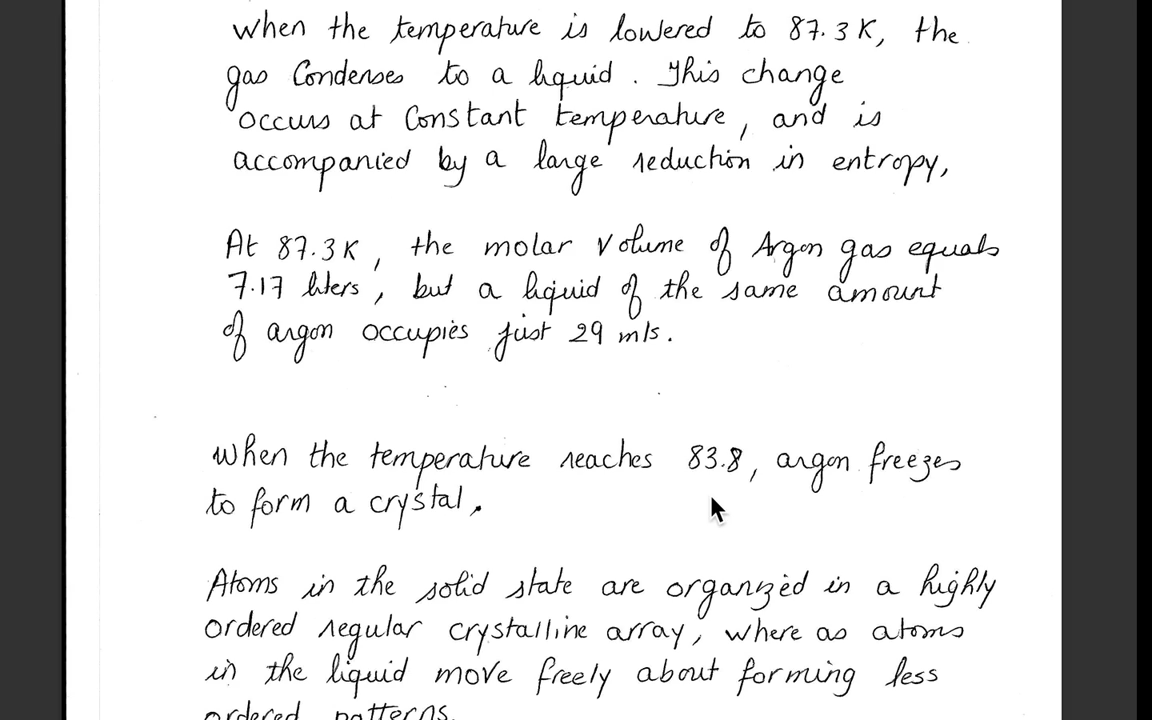 when the temperature is lowered to 87.3K, the
gas Condenses to a liquid. This change
occurs at Constant temperature, and is
accompanied by a large reduction in entropy,
At 87.3K, the molar Volume of Argon gas equals
7.17 liters, but a liquid of the same amount
of argon occupies just 29 mls.
when the temperature reaches 83.8, argon freezes
to form a crystal.
Atoms in the solid state are organized in a highly
ordered regular crystalline array, where as atoms
in the liquid move freely about forming less
ordered patterns.